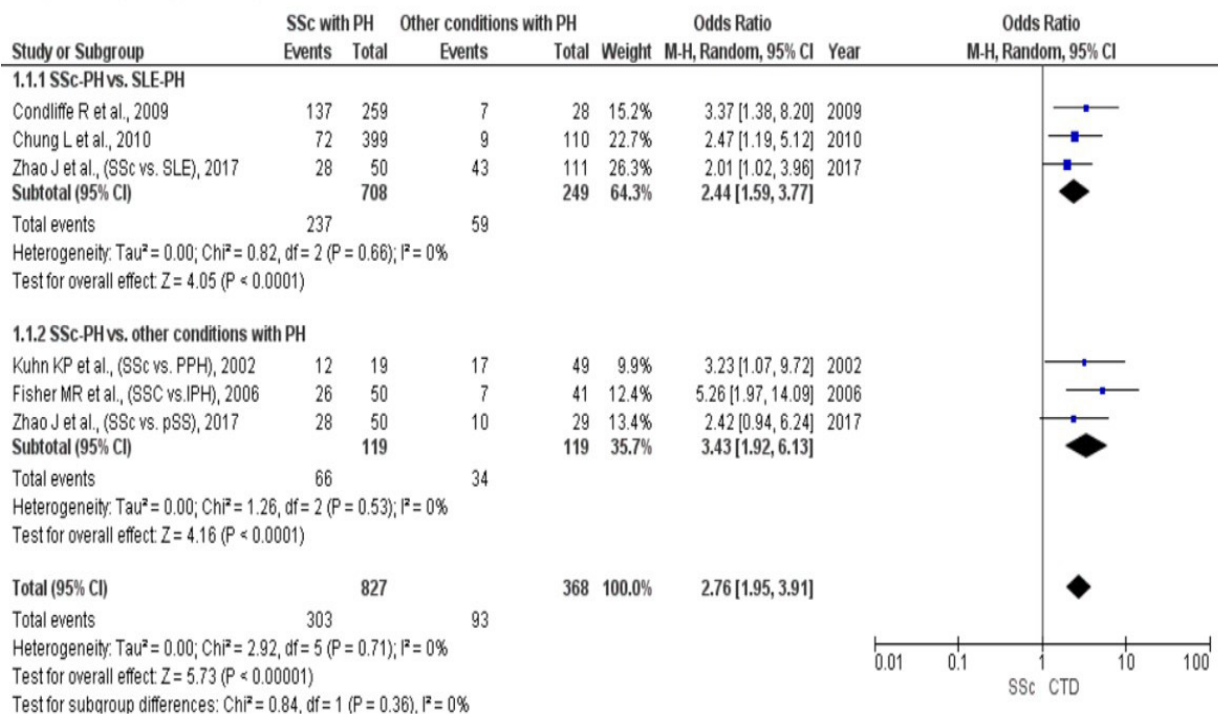 SSc with PH Other conditions with PH Odds Ratio Odds Ratio
Study or Subgroup Events Total Events Total Weight M-H, Random, 95% CI Year M-H, Random, 95% CI
1.1.1 SSc-PH vs. SLE-PH
Condliffe R et al., 2009 137 259 7 28 15.2% 3.37 [1.38, 8.20] 2009
Chung L et al., 2010 72 399 9 110 22.7% 2.47 [1.19, 5.12] 2010
Zhao J et al., (SSc vs. SLE), 2017 28 50 43 111 26.3% 2.01 [1.02, 3.96] 2017
Subtotal (95% CI) 708 249 64.3% 2.44 [1.59, 3.77]
Total events 237 59
Heterogeneity: Tau² = 0.00; Chi² = 0.82, df = 2 (P = 0.66); I² = 0%
Test for overall effect: Z = 4.05 (P < 0.0001)
1.1.2 SSc-PH vs. other conditions with PH
Kuhn KP et al., (SSc vs. PPH), 2002 12 19 17 49 9.9% 3.23 [1.07, 9.72] 2002
Fisher MR et al., (SSC vs.IPH), 2006 26 50 7 41 12.4% 5.26 [1.97, 14.09] 2006
Zhao J et al., (SSc vs. pSS), 2017 28 50 10 29 13.4% 2.42 [0.94, 6.24] 2017
Subtotal (95% CI) 119 119 35.7% 3.43 [1.92, 6.13]
Total events 66 34
Heterogeneity: Tau² = 0.00; Chi² = 1.26, df = 2 (P = 0.53); I² = 0%
Test for overall effect: Z = 4.16 (P < 0.0001)
Total (95% CI) 827 368 100.0% 2.76 [1.95, 3.91]
Total events 303 93
Heterogeneity: Tau² = 0.00; Chi² = 2.92, df = 5 (P = 0.71); I² = 0%
Test for overall effect: Z = 5.73 (P < 0.00001)
Test for subgroup differences: Chi² = 0.84, df = 1 (P = 0.36), I² = 0%
0.01 0.1 1 10 100
SSc CTD